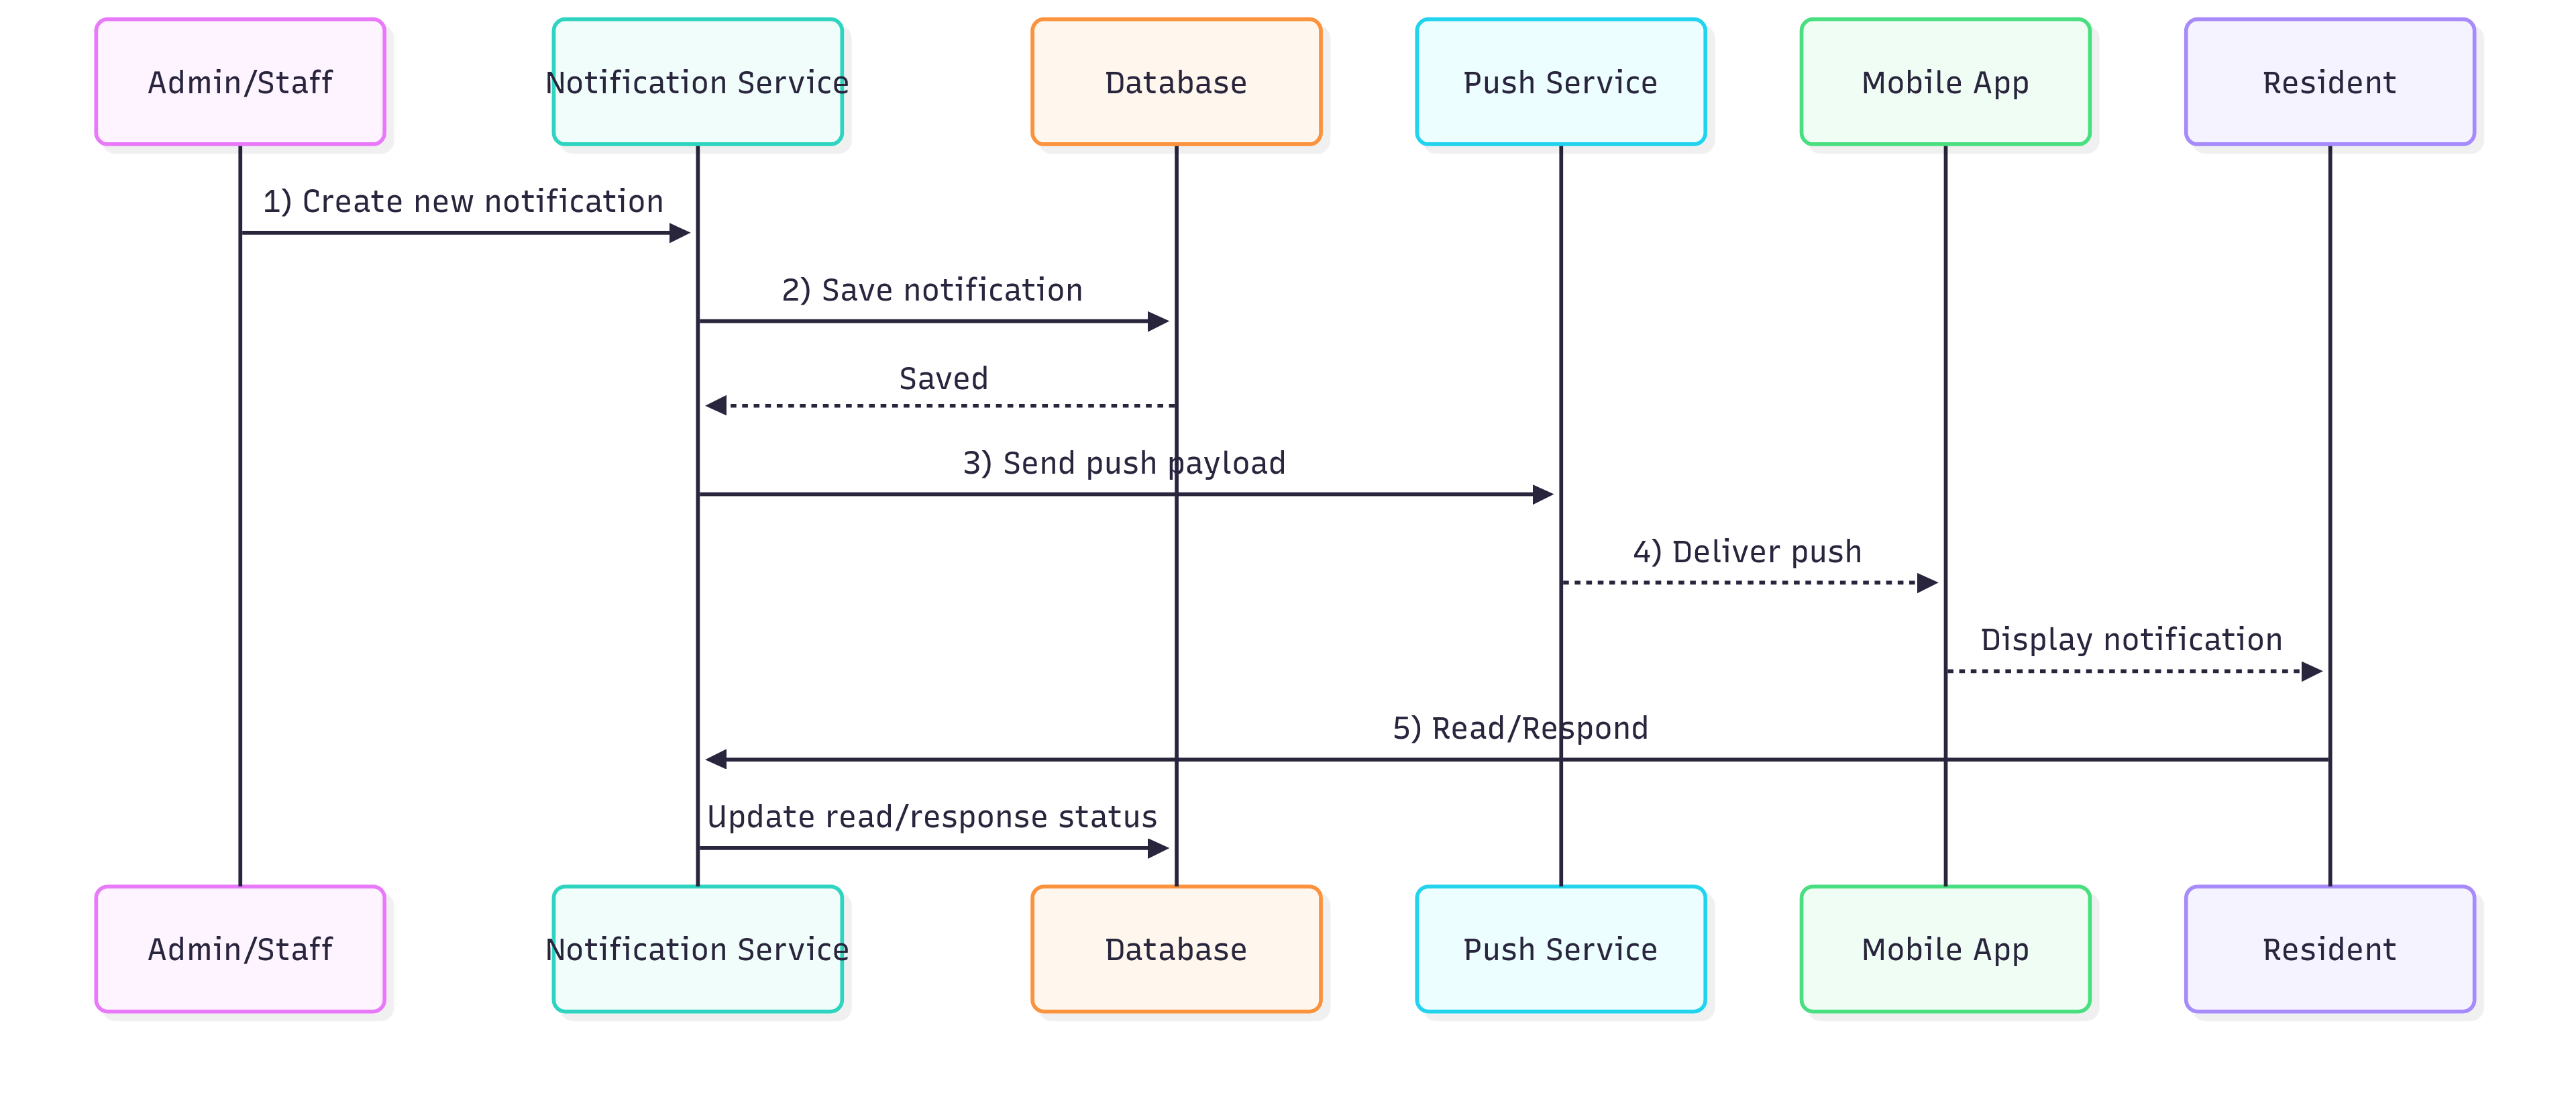 Admin/Staff
Notification Service
Database
Push Service
Mobile App
Resident
1) Create new notification
2) Save notification
Saved
3) Send push payload
4) Deliver push
Display notification
5) Read/Respond
Update read/response status
Admin/Staff
Notification Service
Database
Push Service
Mobile App
Resident